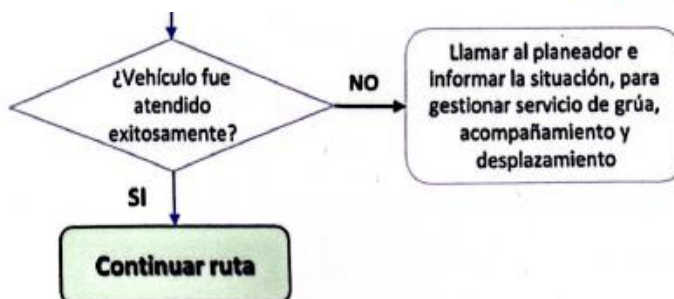 ¿Vehículo fue
atendido
exitosamente?
NO
Llamar al planeador e
informar la situación, para
gestionar servicio de grúa,
acompañamiento y
desplazamiento
SI
Continuar ruta